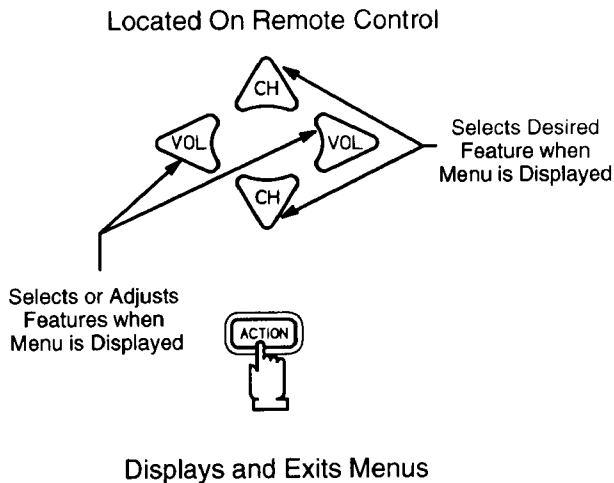 Located On Remote Control
CH
VOL
VOL
CH
Selects Desired
Feature when
Menu is Displayed
Selects or Adjusts
Features when
Menu is Displayed
ACTION
Displays and Exits Menus